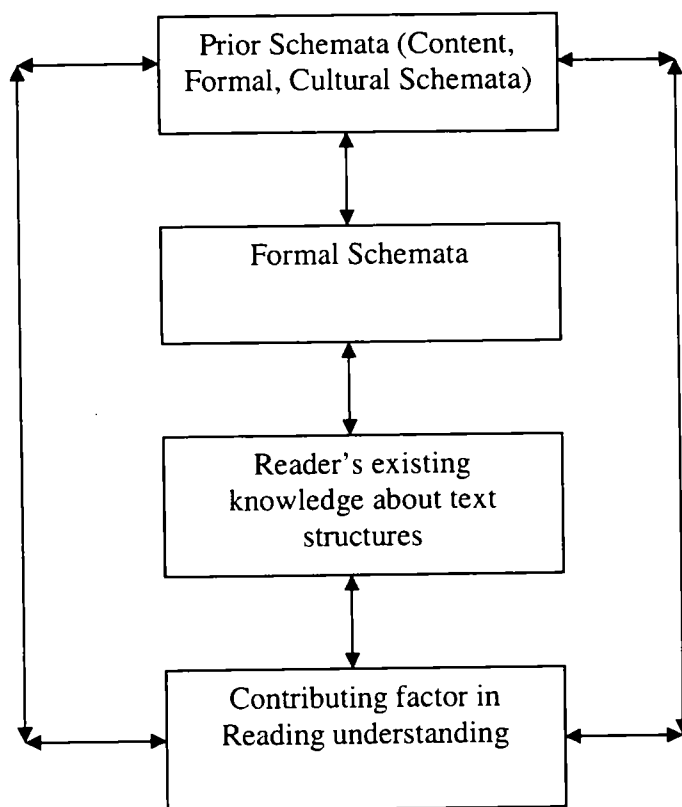 Prior Schemata (Content,
Formal, Cultural Schemata)
Formal Schemata
Reader's existing
knowledge about text
structures
Contributing factor in
Reading understanding